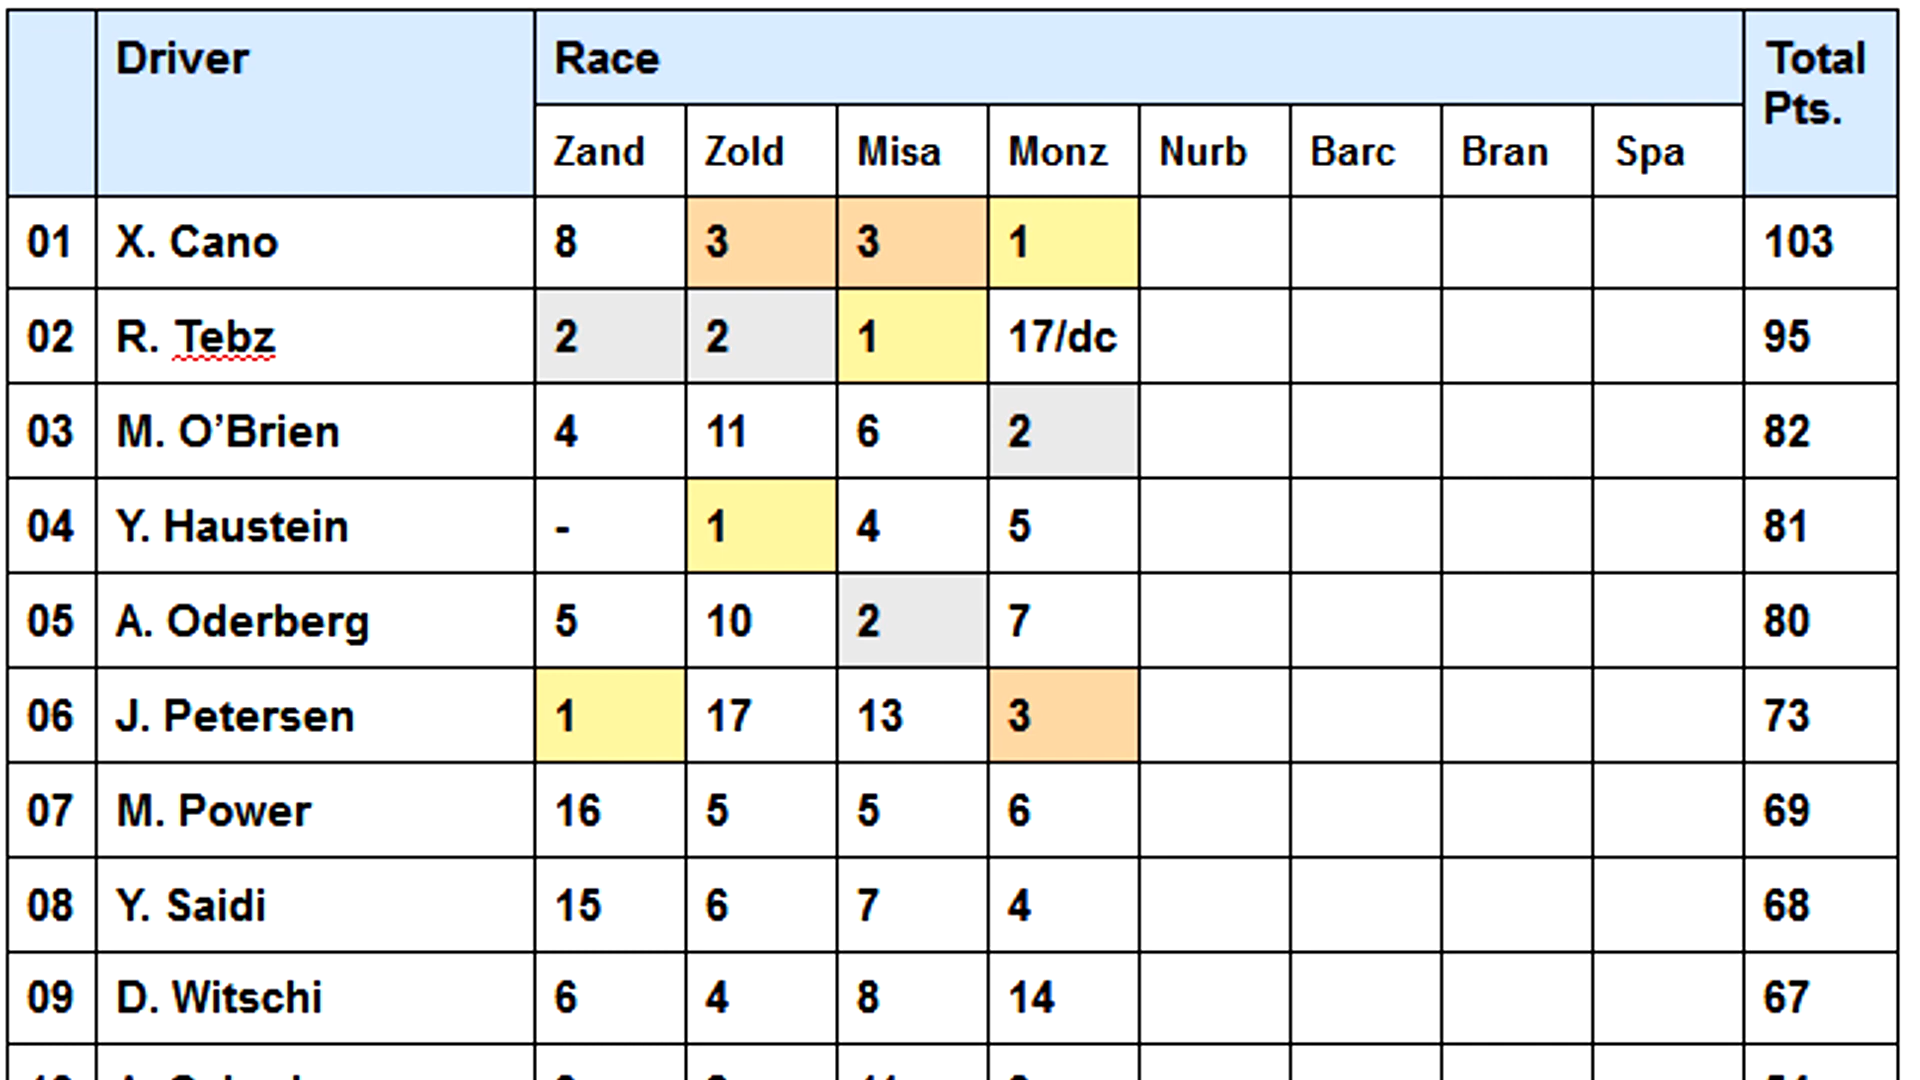 Driver Race Total
Pts.
Zand Zold Misa Monz Nurb Barc Bran Spa
01 X. Cano 8 3 3 1 103
02 R. Tebz 2 2 1 17/dc 95
03 M. O’Brien 4 11 6 2 82
04 Y. Haustein - 1 4 5 81
05 A. Oderberg 5 10 2 7 80
06 J. Petersen 1 17 13 3 73
07 M. Power 16 5 5 6 69
08 Y. Saidi 15 6 7 4 68
09 D. Witschi 6 4 8 14 67